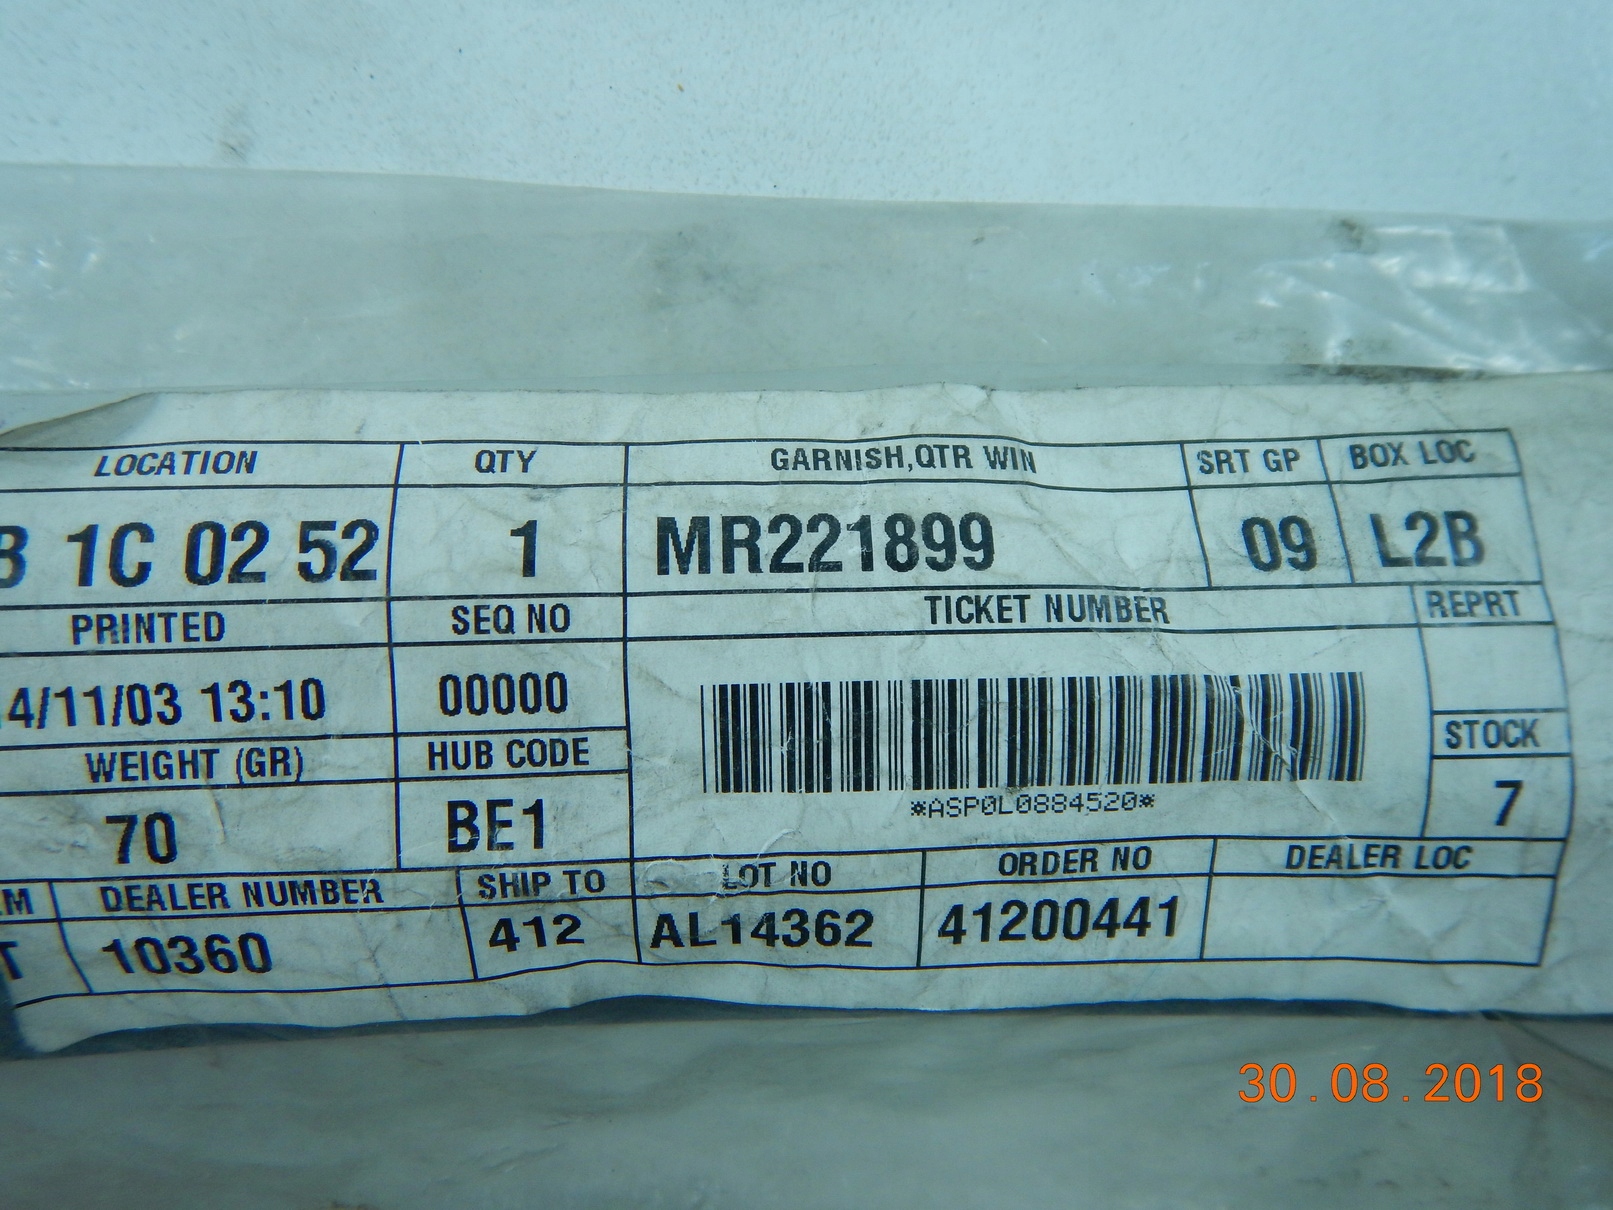 LOCATION QTY GARNISH,QTR WIN SRT GP BOX LOC
B 1C 02 52 1 MR221899 09 L2B
PRINTED SEQ NO TICKET NUMBER REPRT
4/11/03 13:10 00000
WEIGHT (GR) HUB CODE STOCK
70 BE1 *ASP0L0884520* 7
DEALER NUMBER SHIP TO LOT NO ORDER NO DEALER LOC
10360 412 AL14362 41200441
30.08.2018